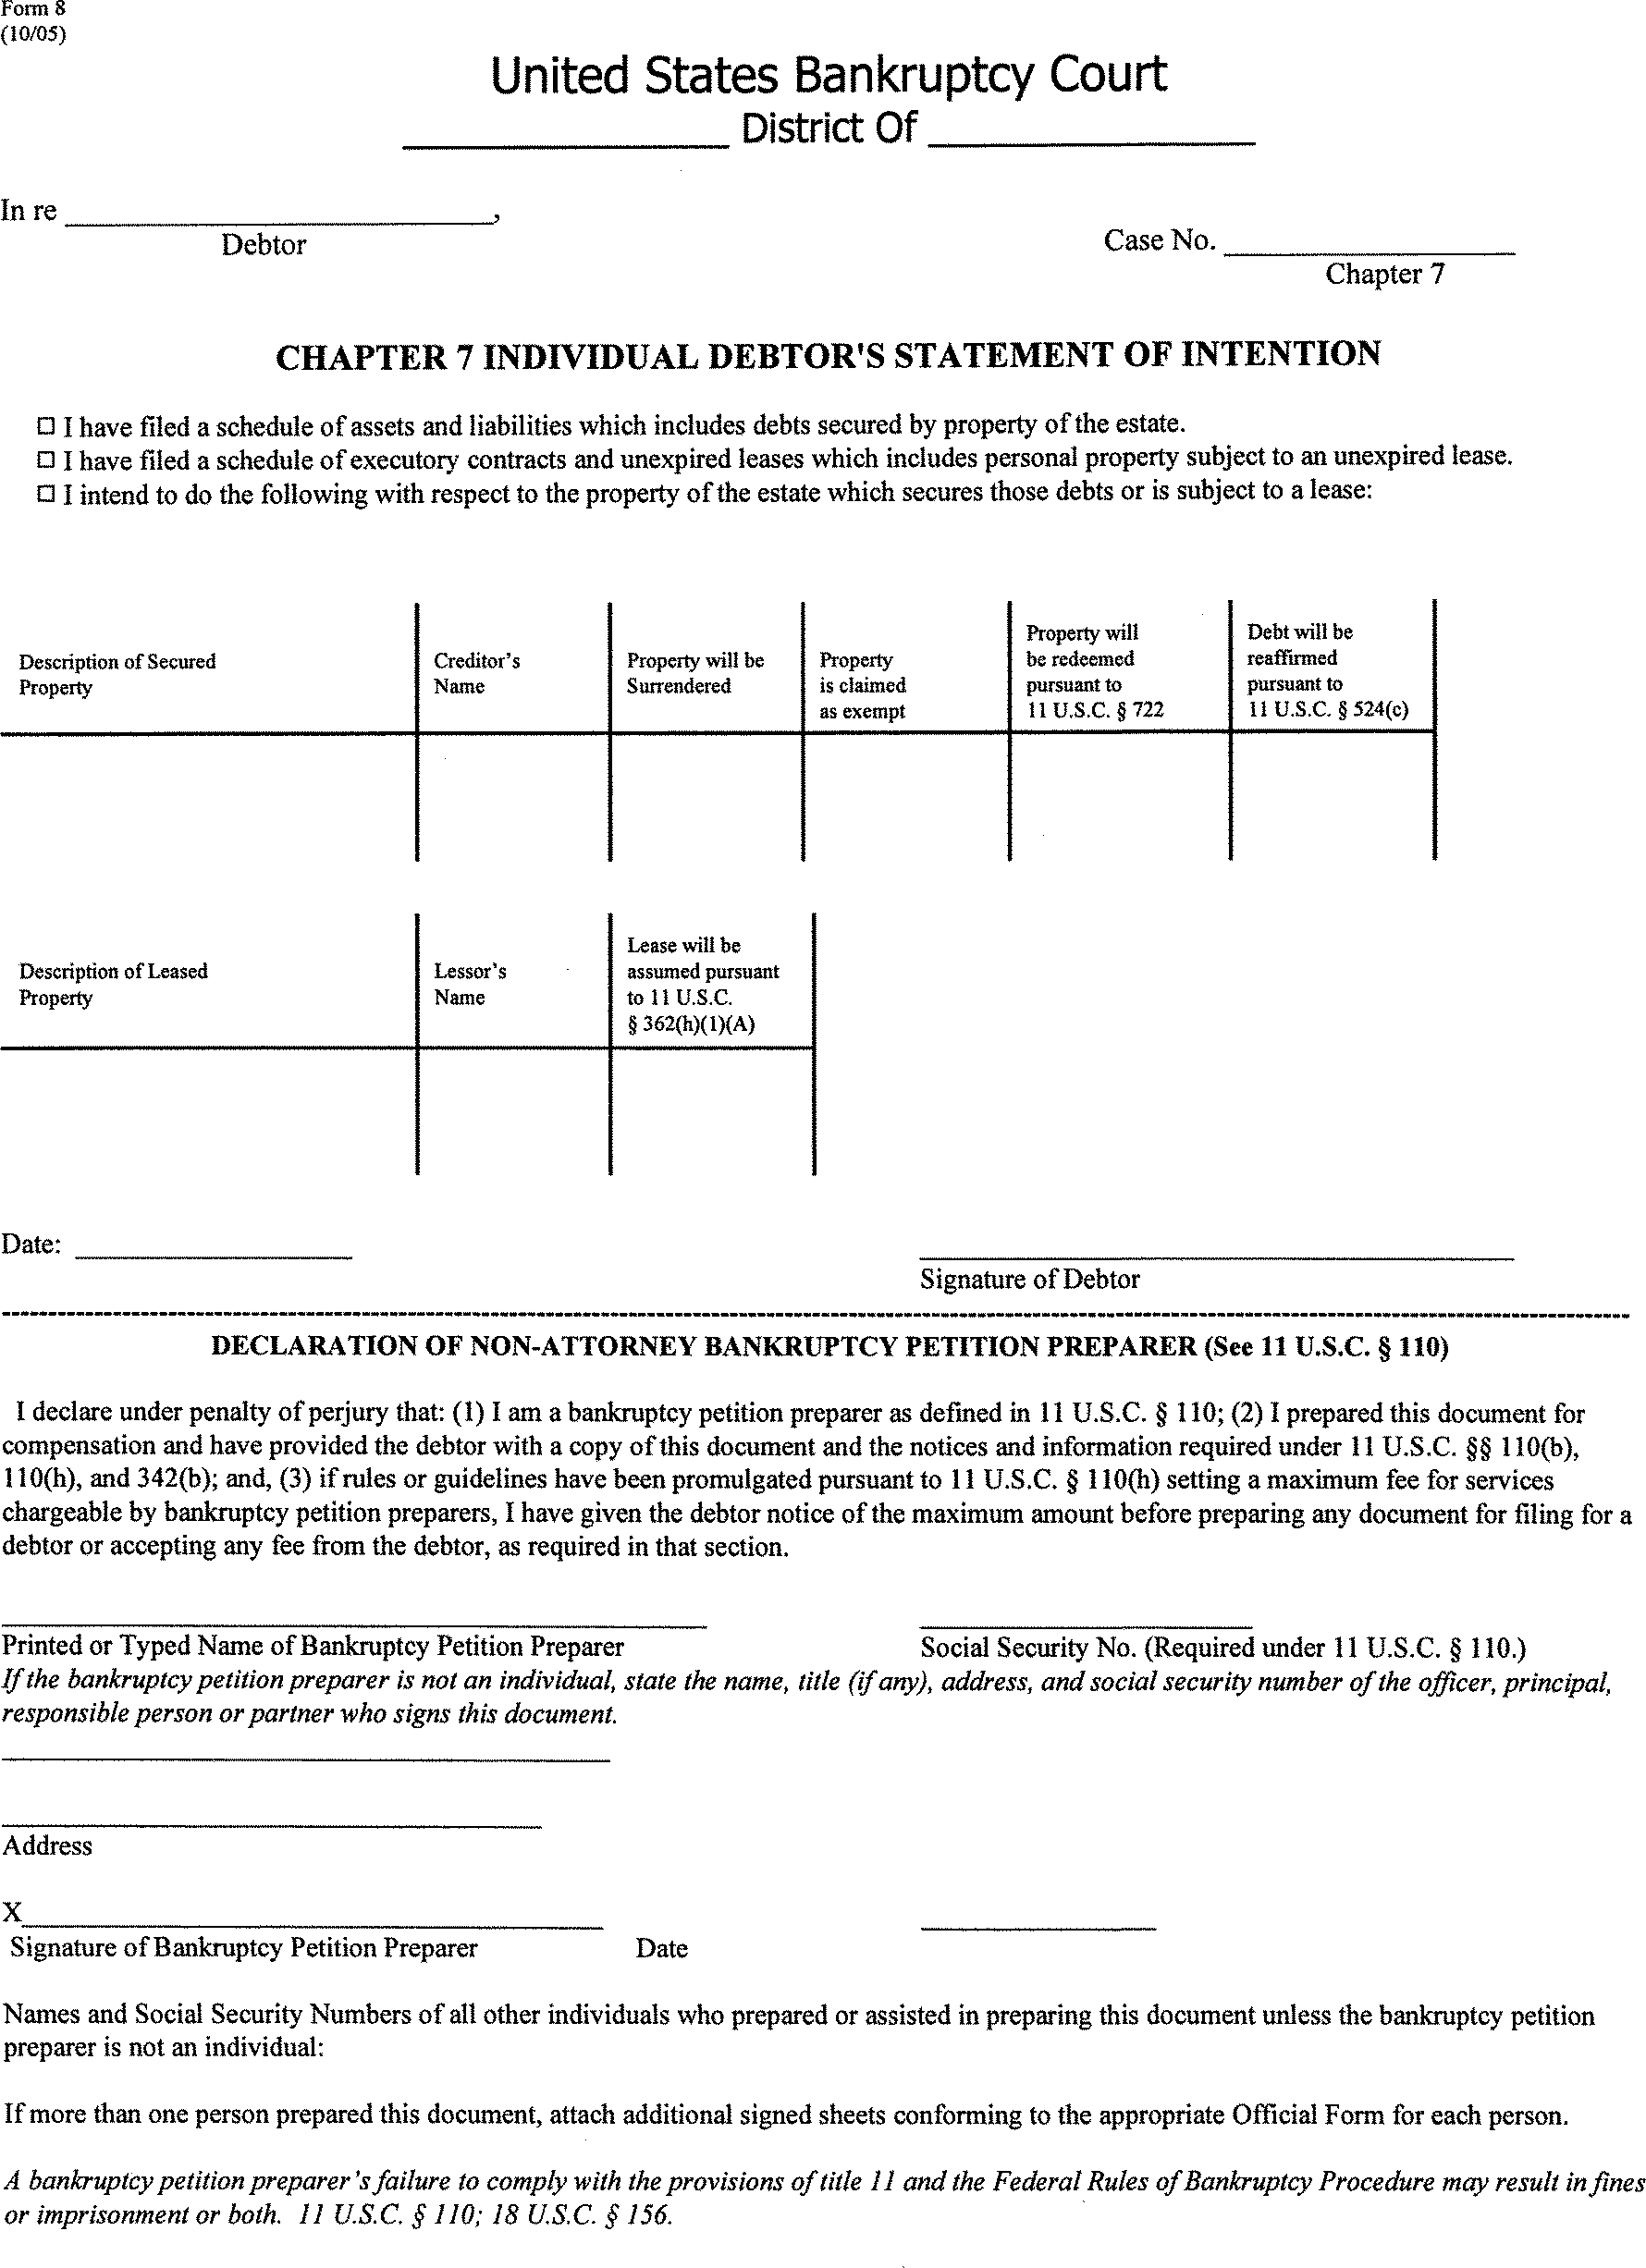 Form 8
(10/05)
United States Bankruptcy Court
_______________ District Of _______________
In re ____________________,
Debtor
Case No. ______________
Chapter 7
CHAPTER 7 INDIVIDUAL DEBTOR'S STATEMENT OF INTENTION
☐ I have filed a schedule of assets and liabilities which includes debts secured by property of the estate.
☐ I have filed a schedule of executory contracts and unexpired leases which includes personal property subject to an unexpired lease.
☐ I intend to do the following with respect to the property of the estate which secures those debts or is subject to a lease:
Description of Secured
Property
Creditor's
Name
Property will be
Surrendered
Property
is claimed
as exempt
Property will
be redeemed
pursuant to
11 U.S.C. § 722
Debt will be
reaffirmed
pursuant to
11 U.S.C. § 524(c)
Description of Leased
Property
Lessor's
Name
Lease will be
assumed pursuant
to 11 U.S.C.
§ 362(h)(1)(A)
Date: ______________
Signature of Debtor
DECLARATION OF NON-ATTORNEY BANKRUPTCY PETITION PREPARER (See 11 U.S.C. § 110)
I declare under penalty of perjury that: (1) I am a bankruptcy petition preparer as defined in 11 U.S.C. § 110; (2) I prepared this document for
compensation and have provided the debtor with a copy of this document and the notices and information required under 11 U.S.C. §§ 110(b),
110(h), and 342(b); and, (3) if rules or guidelines have been promulgated pursuant to 11 U.S.C. § 110(h) setting a maximum fee for services
chargeable by bankruptcy petition preparers, I have given the debtor notice of the maximum amount before preparing any document for filing for a
debtor or accepting any fee from the debtor, as required in that section.
Printed or Typed Name of Bankruptcy Petition Preparer
Social Security No. (Required under 11 U.S.C. § 110.)
If the bankruptcy petition preparer is not an individual, state the name, title (if any), address, and social security number of the officer, principal,
responsible person or partner who signs this document.
Address
X____________________
Signature of Bankruptcy Petition Preparer
Date
Names and Social Security Numbers of all other individuals who prepared or assisted in preparing this document unless the bankruptcy petition
preparer is not an individual:
If more than one person prepared this document, attach additional signed sheets conforming to the appropriate Official Form for each person.
A bankruptcy petition preparer's failure to comply with the provisions of title 11 and the Federal Rules of Bankruptcy Procedure may result in fines
or imprisonment or both. 11 U.S.C. § 110; 18 U.S.C. § 156.